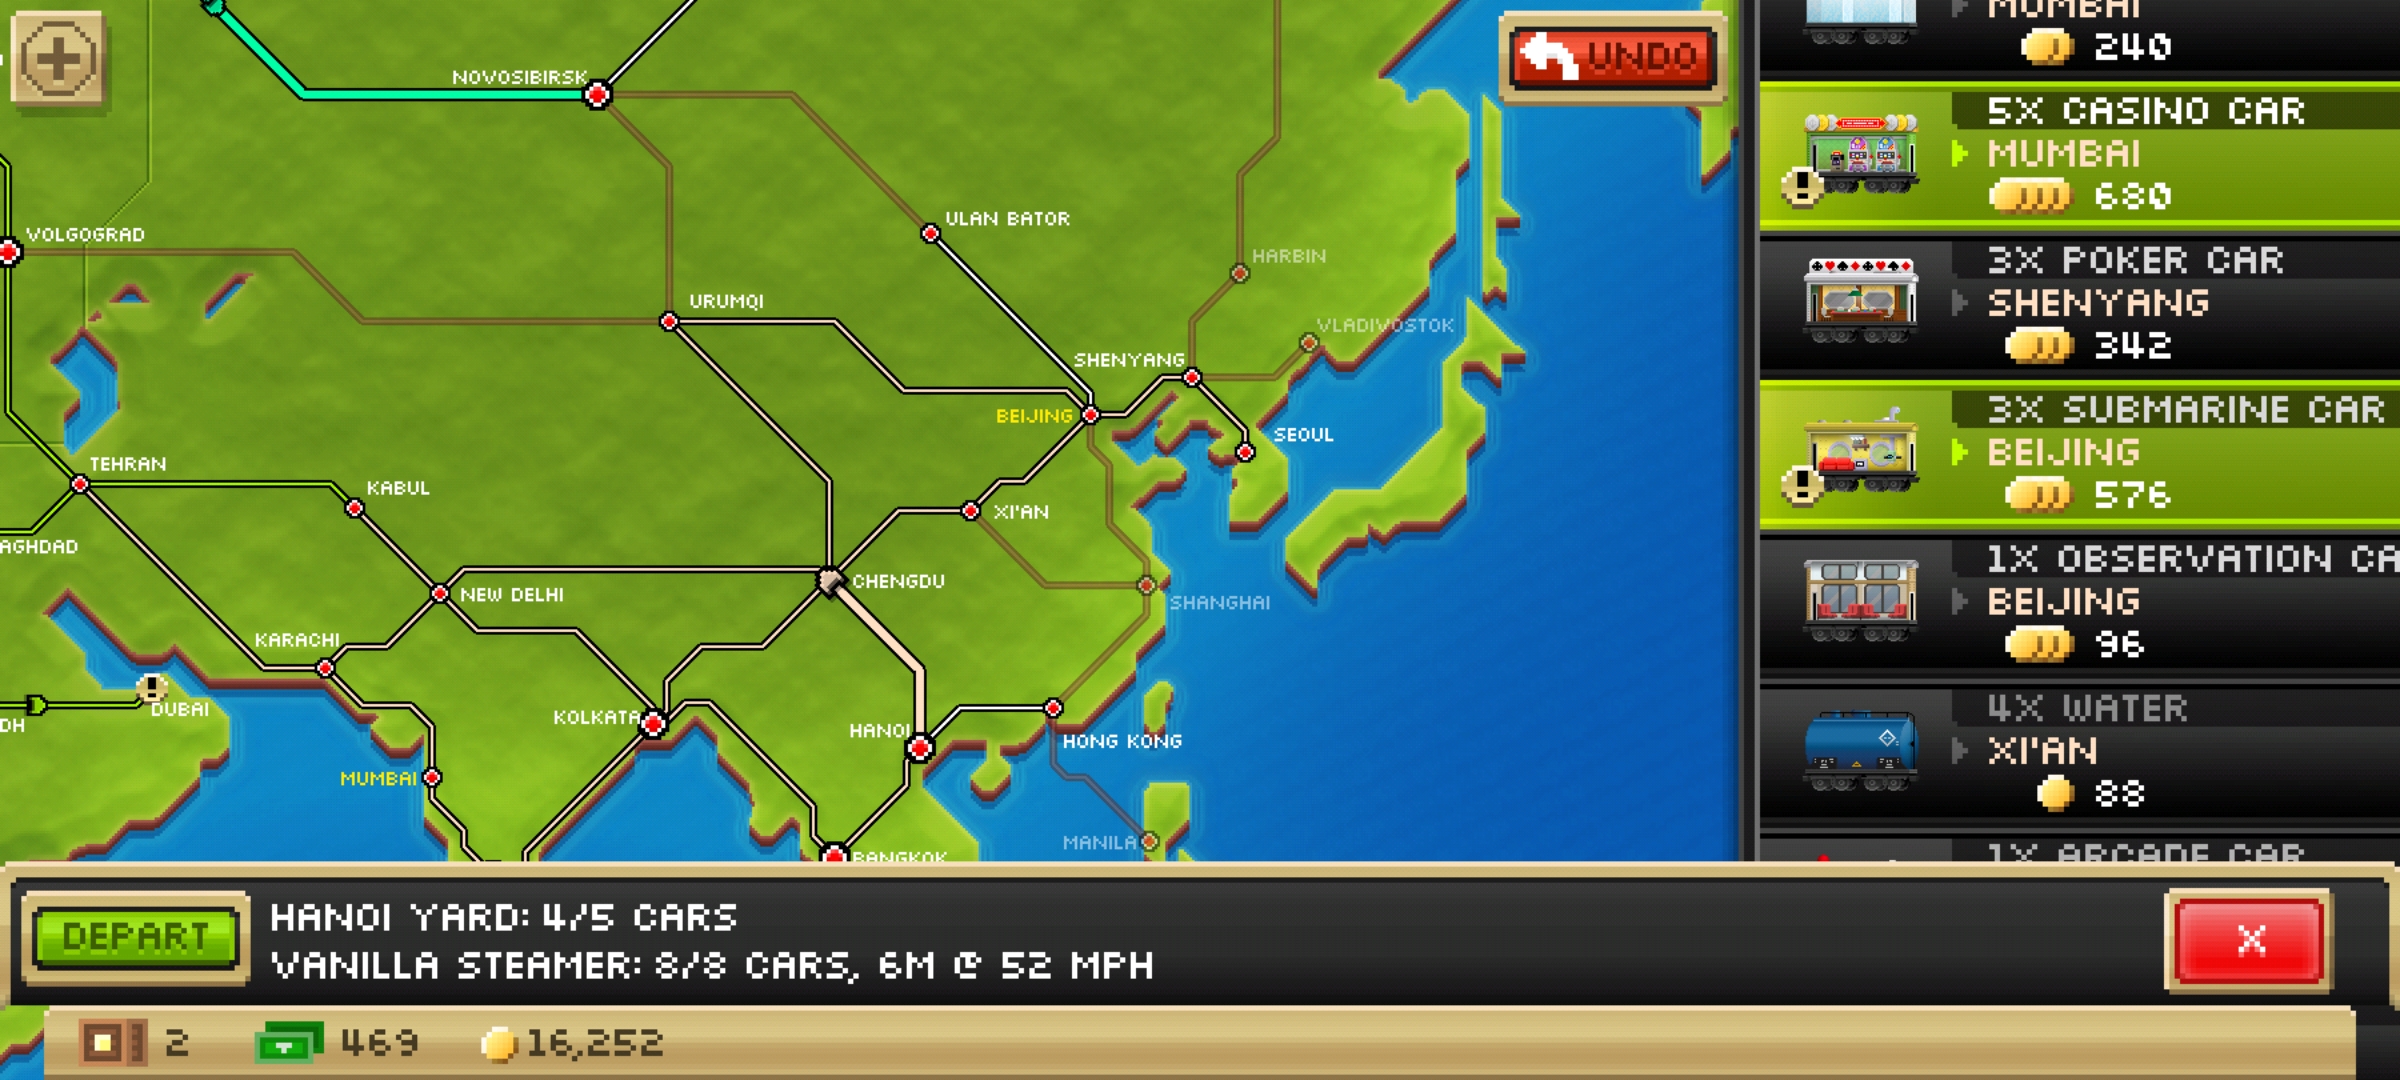 NOVOSIBIRSK
UNDO
VOLGOGRAD
ULAN BATOR
HARBIN
URUMQI
VLADIVOSTOK
SHENYANG
BEIJING
SEOUL
TEHRAN
KABUL
XI'AN
AGHDAD
CHENGDU
NEW DELHI
SHANGHAI
KARACHI
DUBAI
DH
KOLKATA
HANOI
HONG KONG
MUMBAI
MANILA
BANGKOK
MUMBAI
240
5X CASINO CAR
MUMBAI
680
3X POKER CAR
SHENYANG
342
3X SUBMARINE CAR
BEIJING
576
1X OBSERVATION CA
BEIJING
96
4X WATER
XI'AN
88
1X ARCADE CAR
DEPART
HANOI YARD: 4/5 CARS
VANILLA STEAMER: 8/8 CARS, 6M @ 52 MPH
X
2
469
16,252